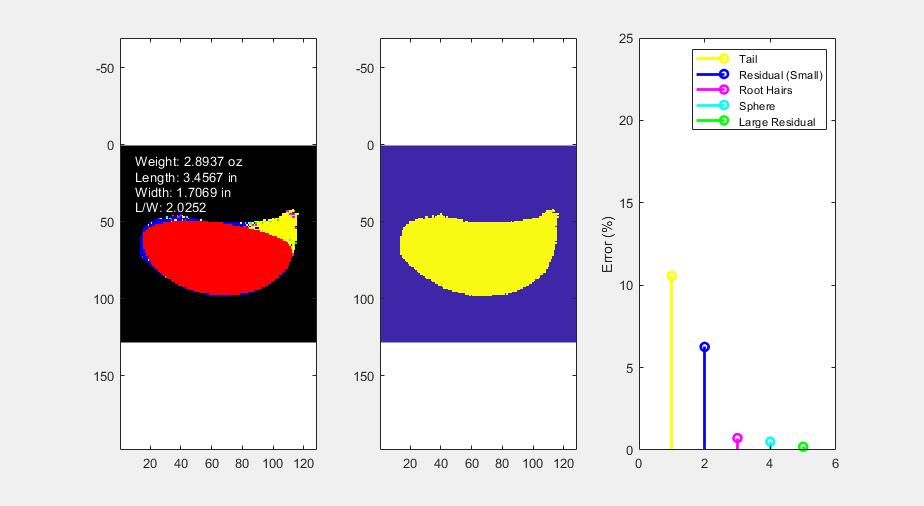 Weight: 2.8937 oz
Length: 3.4567 in
Width: 1.7069 in
L/W: 2.0252
-50
0
50
100
150
20 40 60 80 100 120
-50
0
50
100
150
20 40 60 80 100 120
Error (%)
25
20
15
10
5
0
0 2 4 6
Tail
Residual (Small)
Root Hairs
Sphere
Large Residual